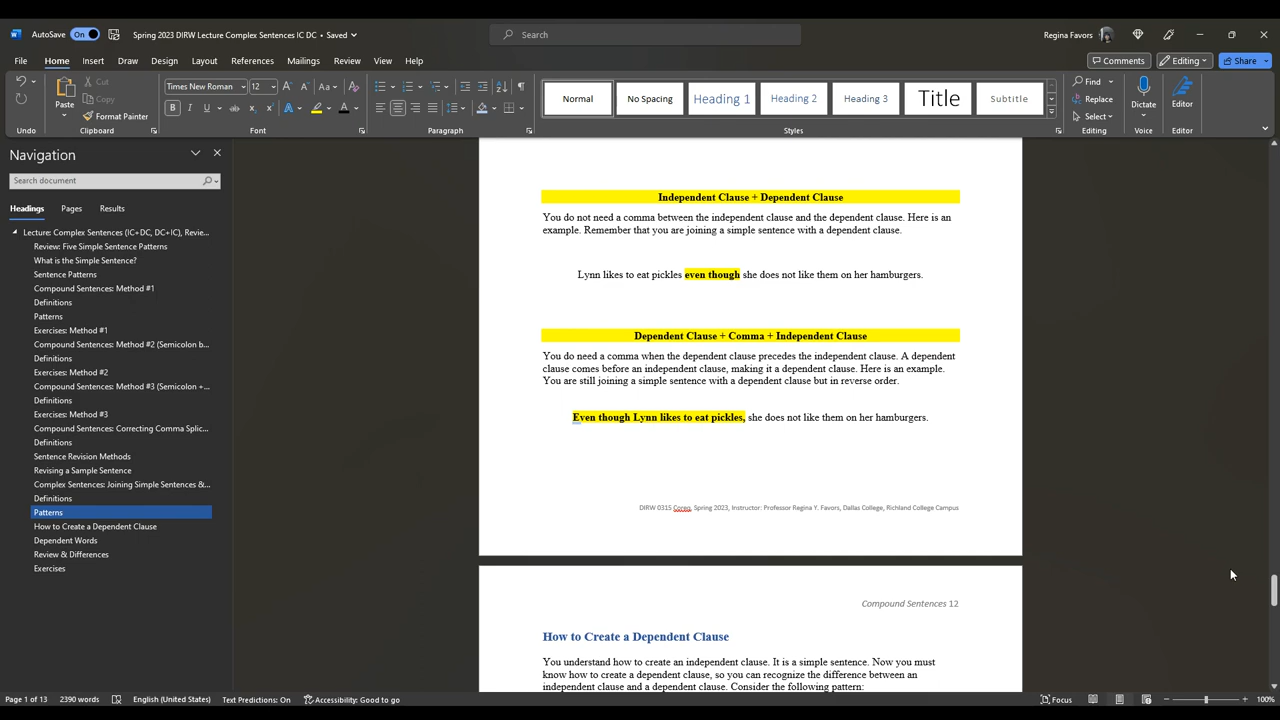 AutoSave On Spring 2023 DIRW Lecture Complex Sentences IC DC • Saved Search Regina Favors
File Home Insert Draw Design Layout References Mailings Review View Help Comments Editing Share
Times New Roman 12 Paste Cut Copy Format Painter Normal No Spacing Heading 1 Heading 2 Heading 3 Title Subtitle Find Replace Select Dictate Editor
Undo Clipboard Font Paragraph Styles Editing Voice Editor
Navigation
Search document
Headings Pages Results
Lecture: Complex Sentences (IC+DC, DC+IC), Revie...
Review: Five Simple Sentence Patterns
What is the Simple Sentence?
Sentence Patterns
Compound Sentences: Method #1
Definitions
Patterns
Exercises: Method #1
Compound Sentences: Method #2 (Semicolon b...
Definitions
Exercises: Method #2
Compound Sentences: Method #3 (Semicolon +...
Definitions
Exercises: Method #3
Compound Sentences: Correcting Comma Splic...
Definitions
Sentence Revision Methods
Revising a Sample Sentence
Complex Sentences: Joining Simple Sentences &...
Definitions
Patterns
How to Create a Dependent Clause
Dependent Words
Review & Differences
Exercises
Independent Clause + Dependent Clause
You do not need a comma between the independent clause and the dependent clause. Here is an
example. Remember that you are joining a simple sentence with a dependent clause.
Lynn likes to eat pickles even though she does not like them on her hamburgers.
Dependent Clause + Comma + Independent Clause
You do need a comma when the dependent clause precedes the independent clause. A dependent
clause comes before an independent clause, making it a dependent clause. Here is an example.
You are still joining a simple sentence with a dependent clause but in reverse order.
Even though Lynn likes to eat pickles, she does not like them on her hamburgers.
DIRW 0315 Coreq, Spring 2023, Instructor: Professor Regina Y. Favors, Dallas College, Richland College Campus
Compound Sentences 12
How to Create a Dependent Clause
You understand how to create an independent clause. It is a simple sentence. Now you must
know how to create a dependent clause, so you can recognize the difference between an
independent clause and a dependent clause. Consider the following pattern:
Page 1 of 13 2390 words English (United States) Text Predictions: On Accessibility: Good to go Focus 100%